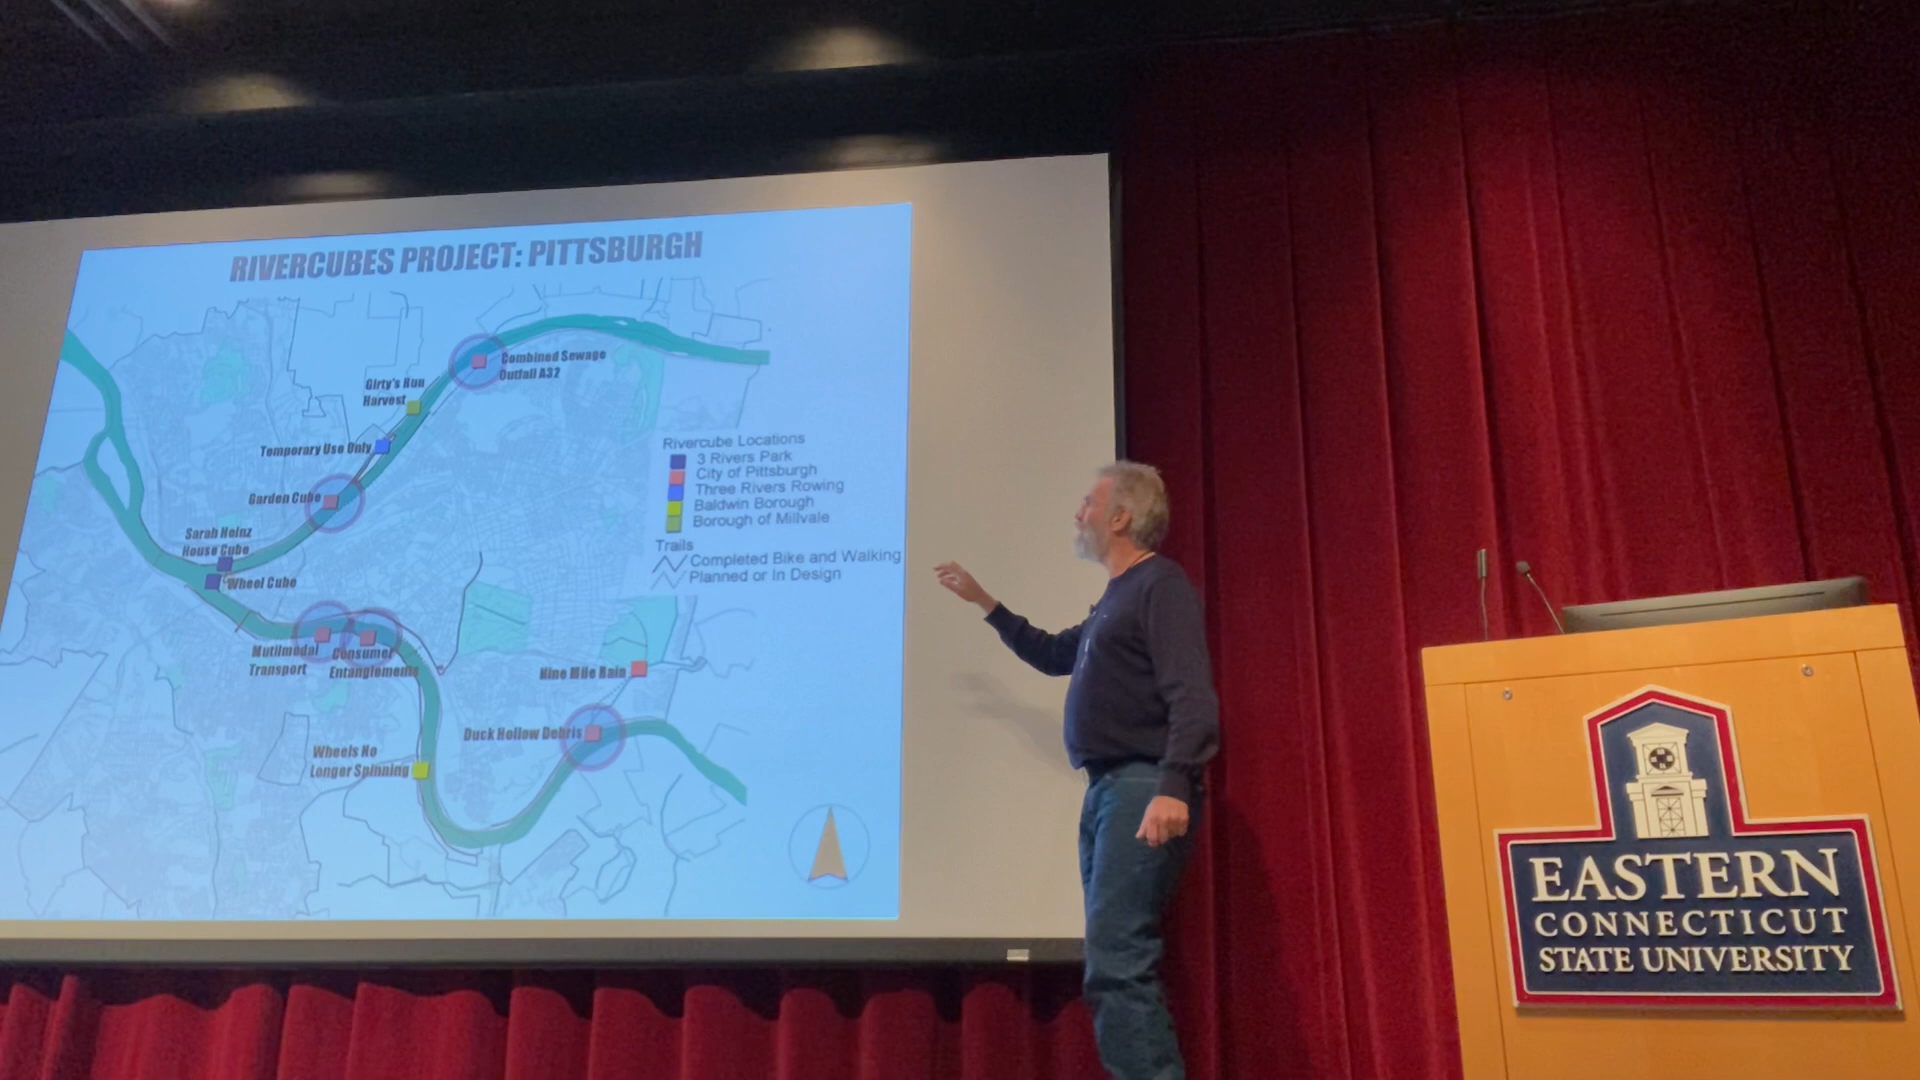 RIVERCUBES PROJECT: PITTSBURGH
Combined Sewage
Outfall A32
Girty's Run
Harvest
Temporary Use Only
Garden Cube
Sarah Heinz
House Cube
Wheel Cube
Mutilmodal
Transport
Consumer
Entanglements
Nine Mile Rain
Duck Hollow Debris
Wheels No
Longer Spinning
Rivercube Locations
3 Rivers Park
City of Pittsburgh
Three Rivers Rowing
Baldwin Borough
Borough of Millvale
Trails
Completed Bike and Walking
Planned or In Design
EASTERN
CONNECTICUT
STATE UNIVERSITY